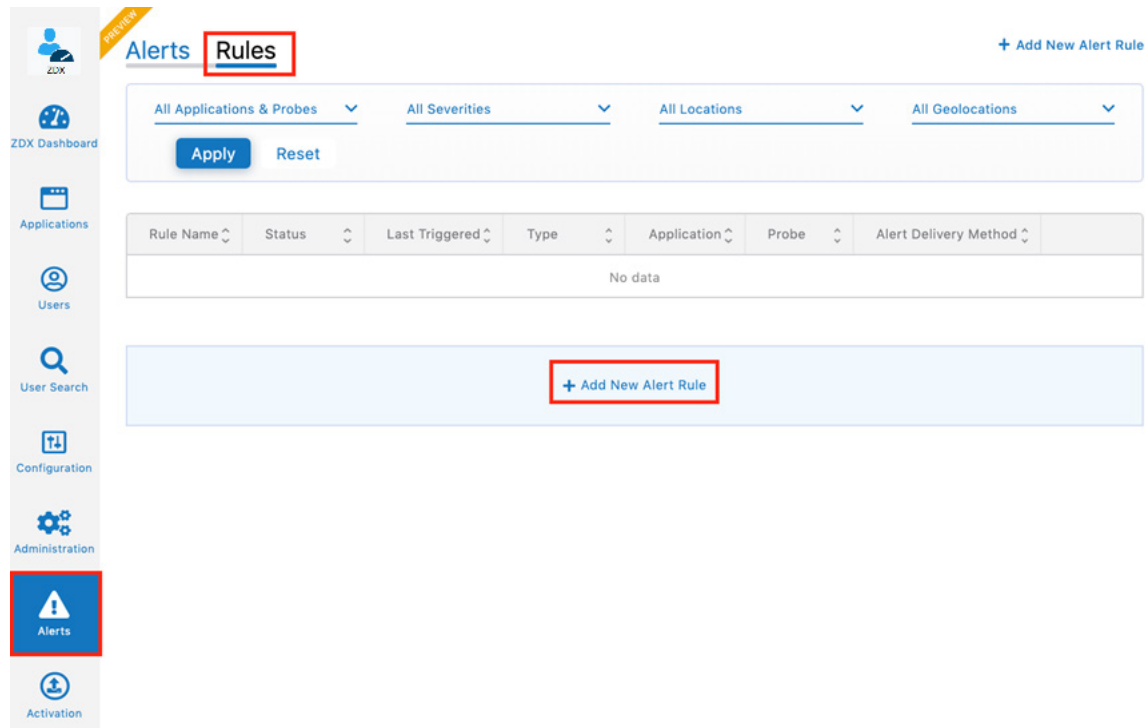 PREVIEW
ZDX
ZDX Dashboard
Applications
Users
User Search
Configuration
Administration
Alerts
Activation
Alerts Rules
+ Add New Alert Rule
All Applications & Probes All Severities All Locations All Geolocations
Apply Reset
Rule Name Status Last Triggered Type Application Probe Alert Delivery Method
No data
+ Add New Alert Rule